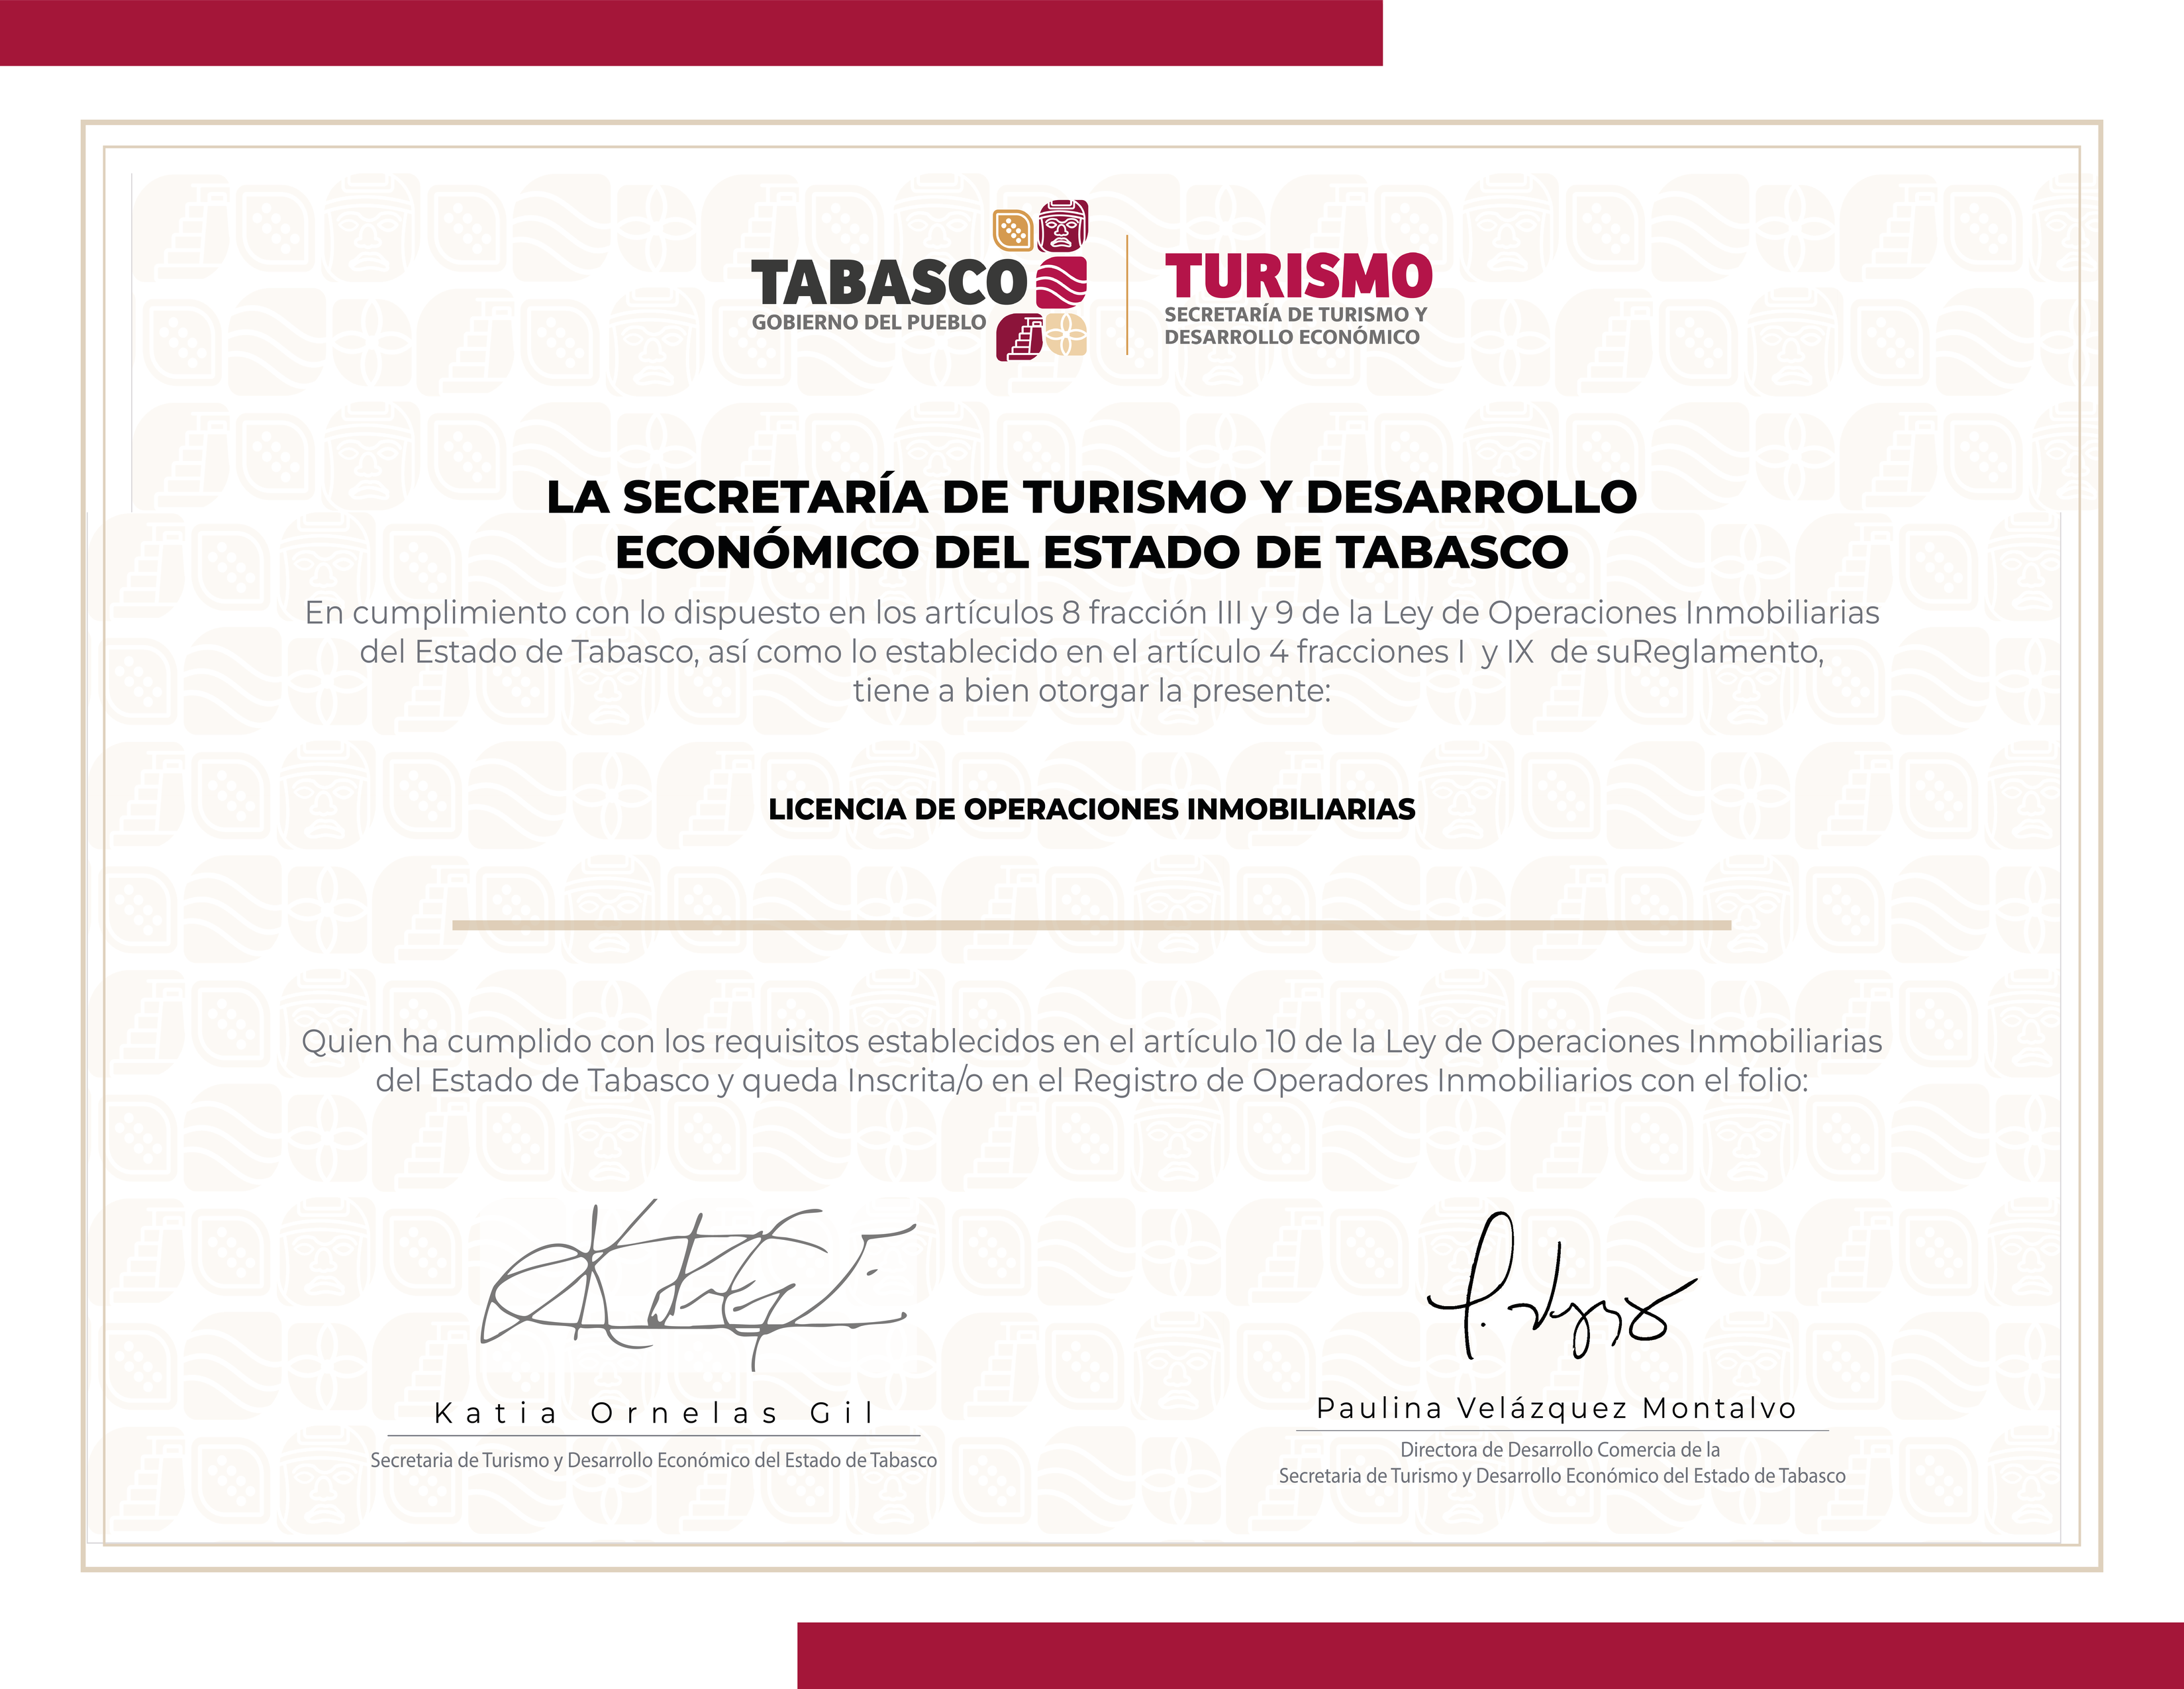 TABASCO
GOBIERNO DEL PUEBLO
TURISMO
SECRETARÍA DE TURISMO Y
DESARROLLO ECONÓMICO
LA SECRETARÍA DE TURISMO Y DESARROLLO
ECONÓMICO DEL ESTADO DE TABASCO
En cumplimiento con lo dispuesto en los artículos 8 fracción III y 9 de la Ley de Operaciones Inmobiliarias
del Estado de Tabasco, así como lo establecido en el artículo 4 fracciones I y IX de suReglamento,
tiene a bien otorgar la presente:
LICENCIA DE OPERACIONES INMOBILIARIAS
Quien ha cumplido con los requisitos establecidos en el artículo 10 de la Ley de Operaciones Inmobiliarias
del Estado de Tabasco y queda Inscrita/o en el Registro de Operadores Inmobiliarios con el folio:
Katia Ornelas Gil
Secretaria de Turismo y Desarrollo Económico del Estado de Tabasco
Paulina Velázquez Montalvo
Directora de Desarrollo Comercia de la
Secretaria de Turismo y Desarrollo Económico del Estado de Tabasco